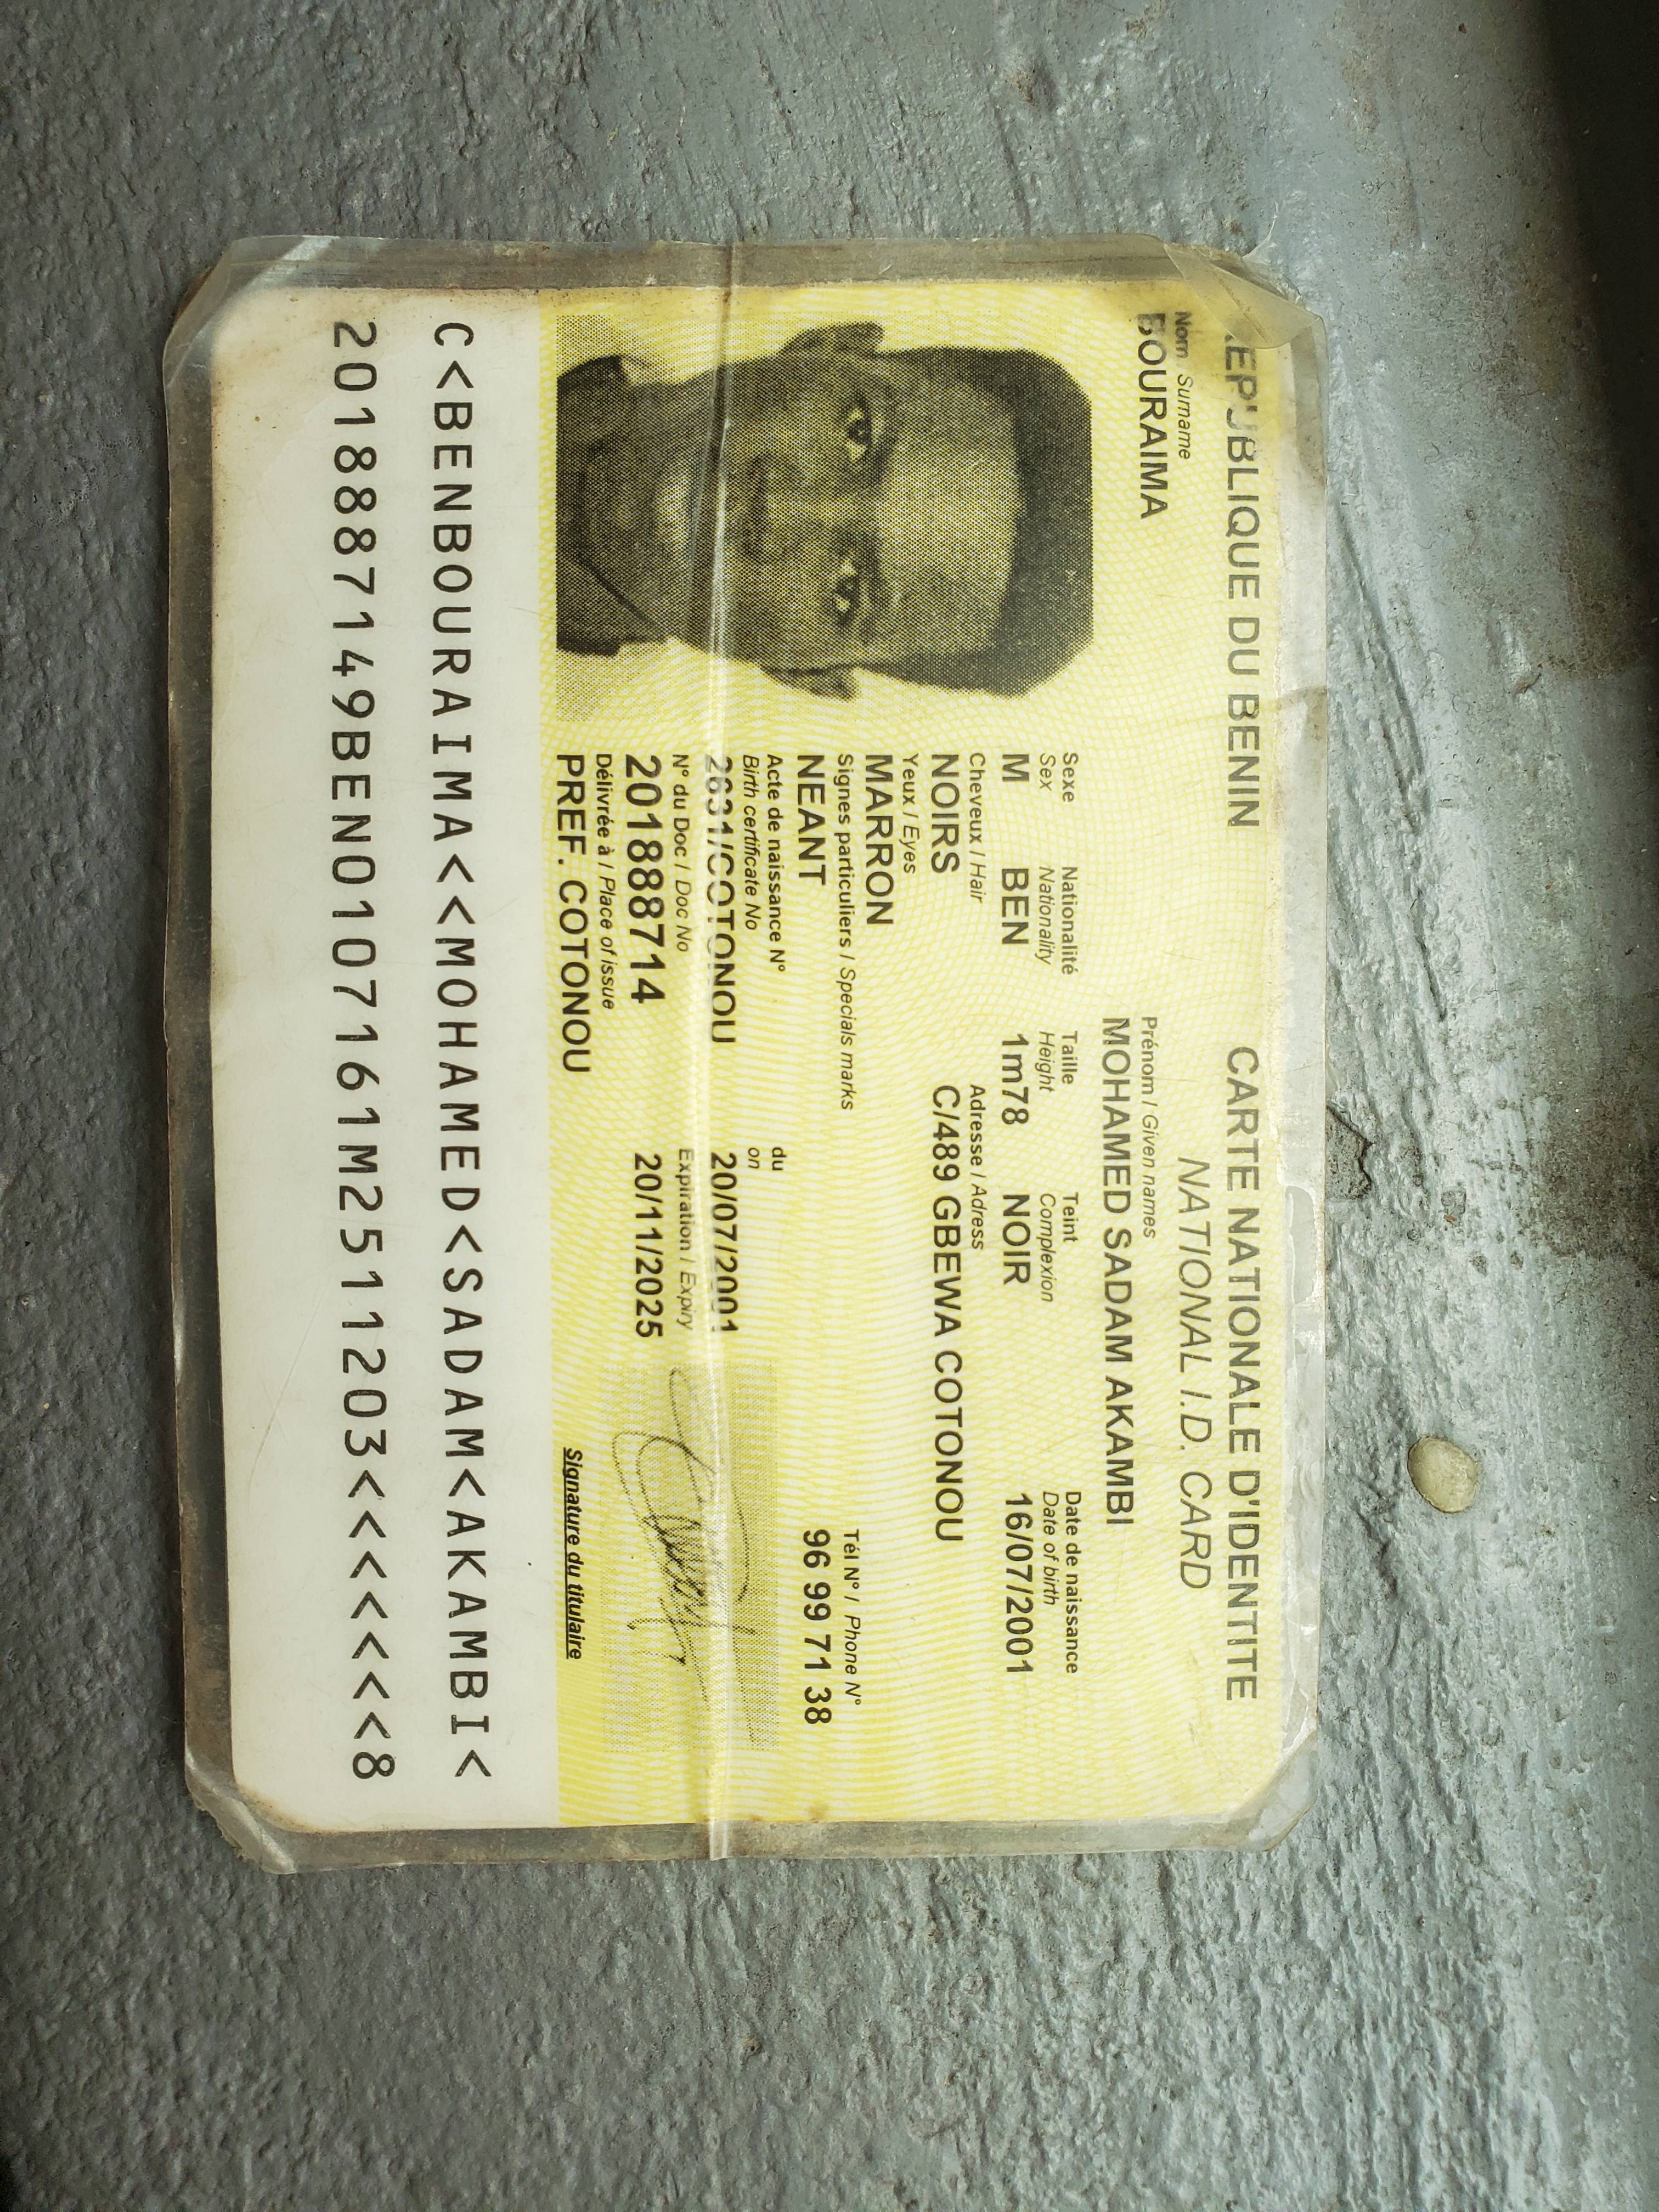 REPUBLIQUE DU BENIN CARTE NATIONALE D'IDENTITE
NATIONAL I.D. CARD
Nom Surname
BOURAIMA
Prénom / Given names
MOHAMED SADAM AKAMBI
Sexe Nationalité Taille Teint Date de naissance
Sex Nationality Height Complexion Date of birth
M BEN 1m78 NOIR 16/07/2001
Cheveux / Hair Adresse / Adress
NOIRS C/489 GBEWA COTONOU
Yeux / Eyes
MARRON
Signes particuliers / Specials marks Tél N° / Phone N°
NEANT 96 99 71 38
Acte de naissance N° du
Birth certificate No on
2631/COTONOU 20/07/2001
N° du Doc / Doc No Expiration / Expiry
201888714 20/11/2025
Délivrée à / Place of issue
PREF. COTONOU
Signature du titulaire
C<BENBOURAIMA<<MOHAMED<SADAM<AKAMBI<
2018887149BEN0107161M2511203<<<<<<<8